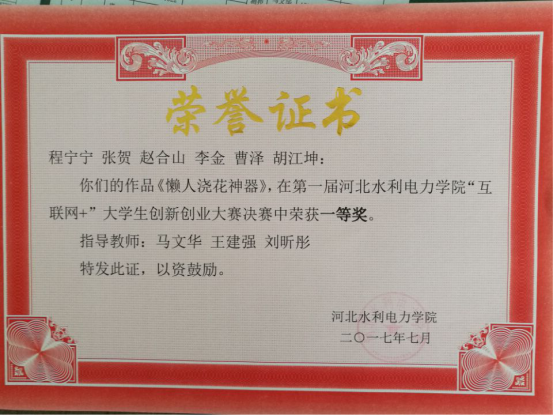 荣誉证书
程宁宁 张贺 赵合山 李金 曹泽 胡江坤：
你们的作品《懒人浇花神器》，在第一届河北水利电力学院“互
联网+”大学生创新创业大赛决赛中荣获一等奖。
指导教师：马文华 王建强 刘昕彤
特发此证，以资鼓励。
河北水利电力学院
二〇一七年七月